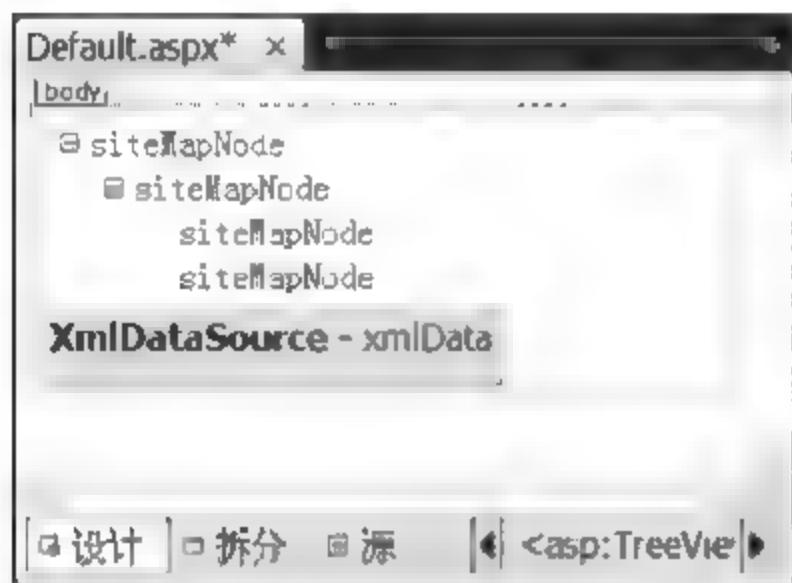 Default.aspx* ×
body
siteMapNode
siteMapNode
siteMapNode
siteMapNode
XmlDataSource - xmlData
设计 拆分 源 <asp:TreeVie